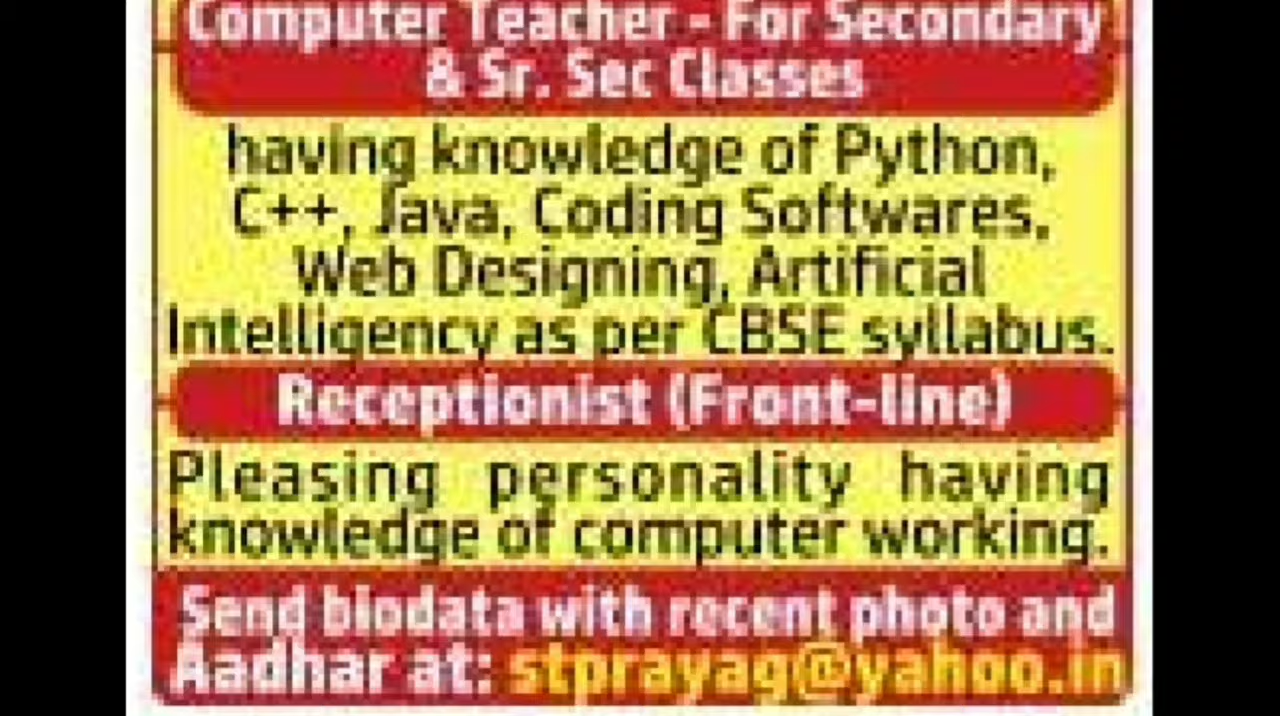 Computer Teacher - For Secondary
& Sr. Sec Classes
having knowledge of Python,
C++, Java, Coding Softwares,
Web Designing, Artificial
Intelligency as per CBSE syllabus.
Receptionist (Front-line)
Pleasing personality having
knowledge of computer working.
Send biodata with recent photo and
Aadhar at: stprayag@yahoo.in